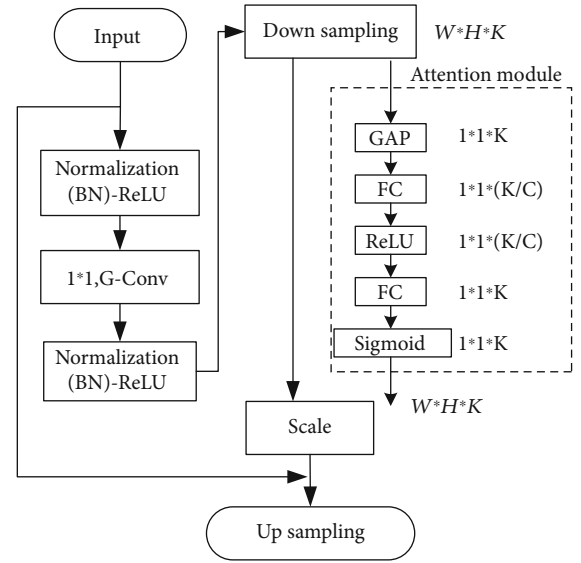 Input
Normalization
(BN)-ReLU
1*1,G-Conv
Normalization
(BN)-ReLU
Down sampling
W*H*K
Attention module
GAP
1*1*K
FC
1*1*(K/C)
ReLU
1*1*(K/C)
FC
1*1*K
Sigmoid
1*1*K
W*H*K
Scale
Up sampling